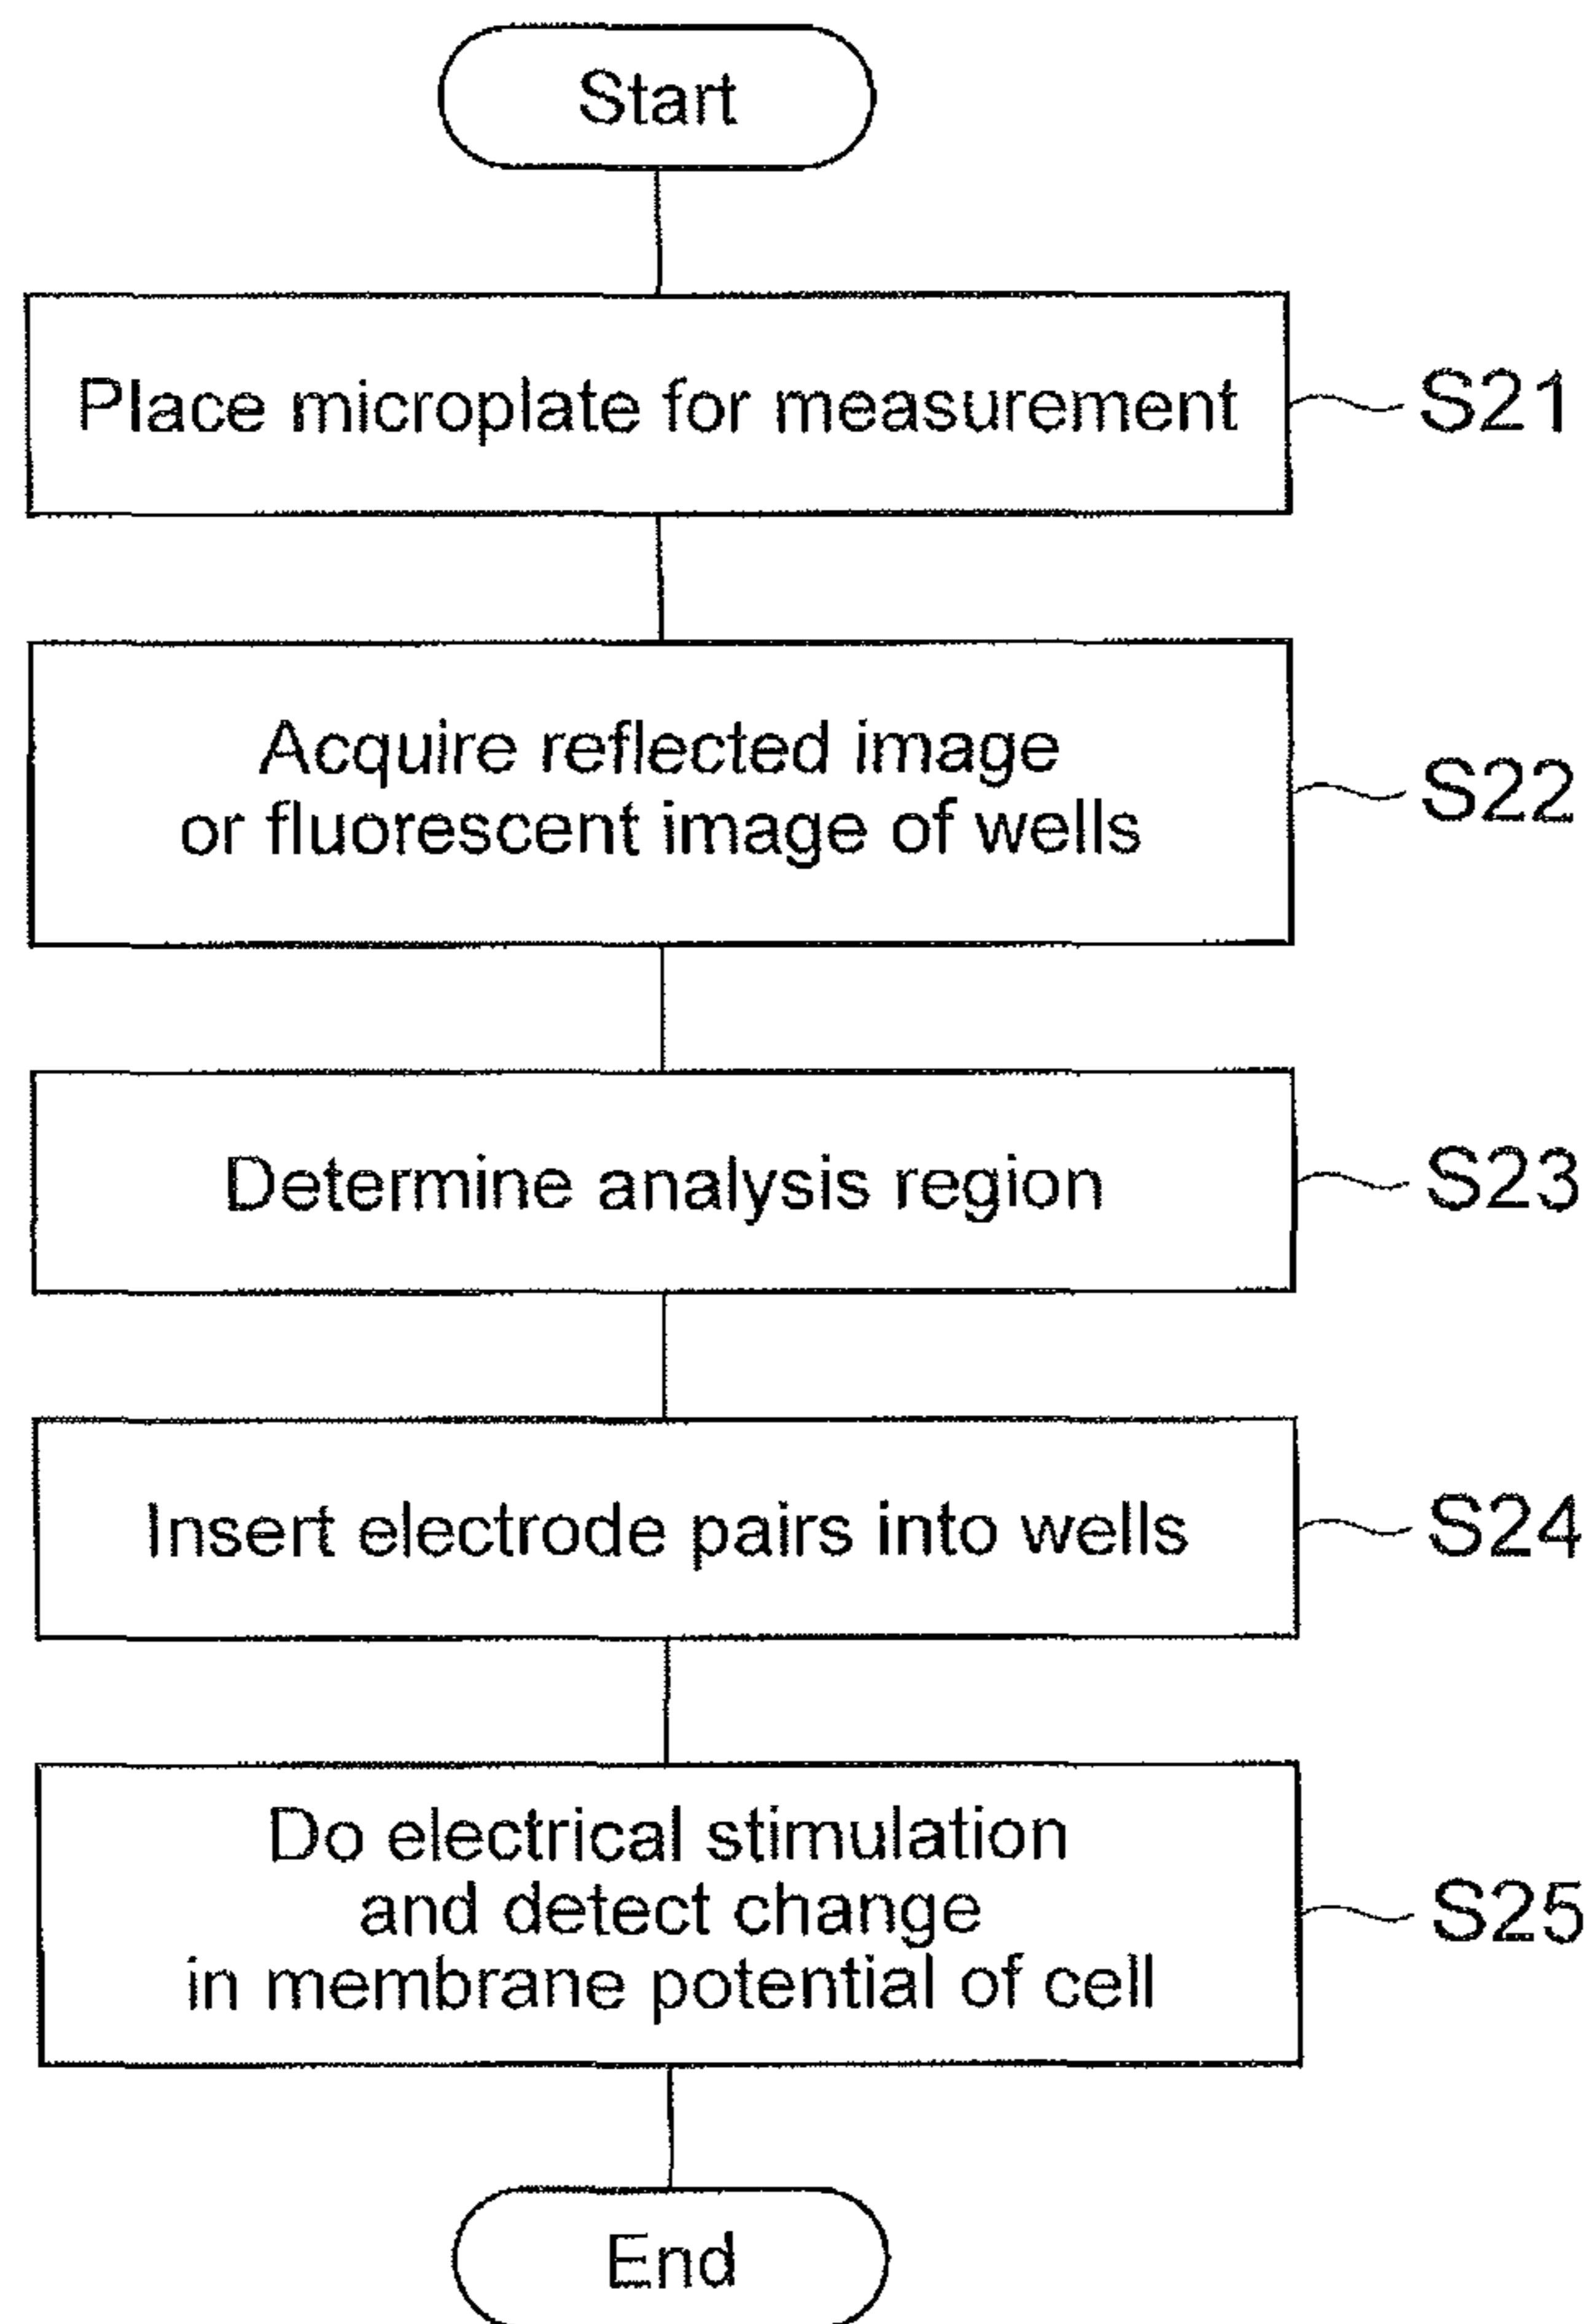 Start
Place microplate for measurement
S21
Acquire reflected image
or fluorescent image of wells
S22
Determine analysis region
S23
Insert electrode pairs into wells
S24
Do electrical stimulation
and detect change
in membrane potential of cell
S25
End